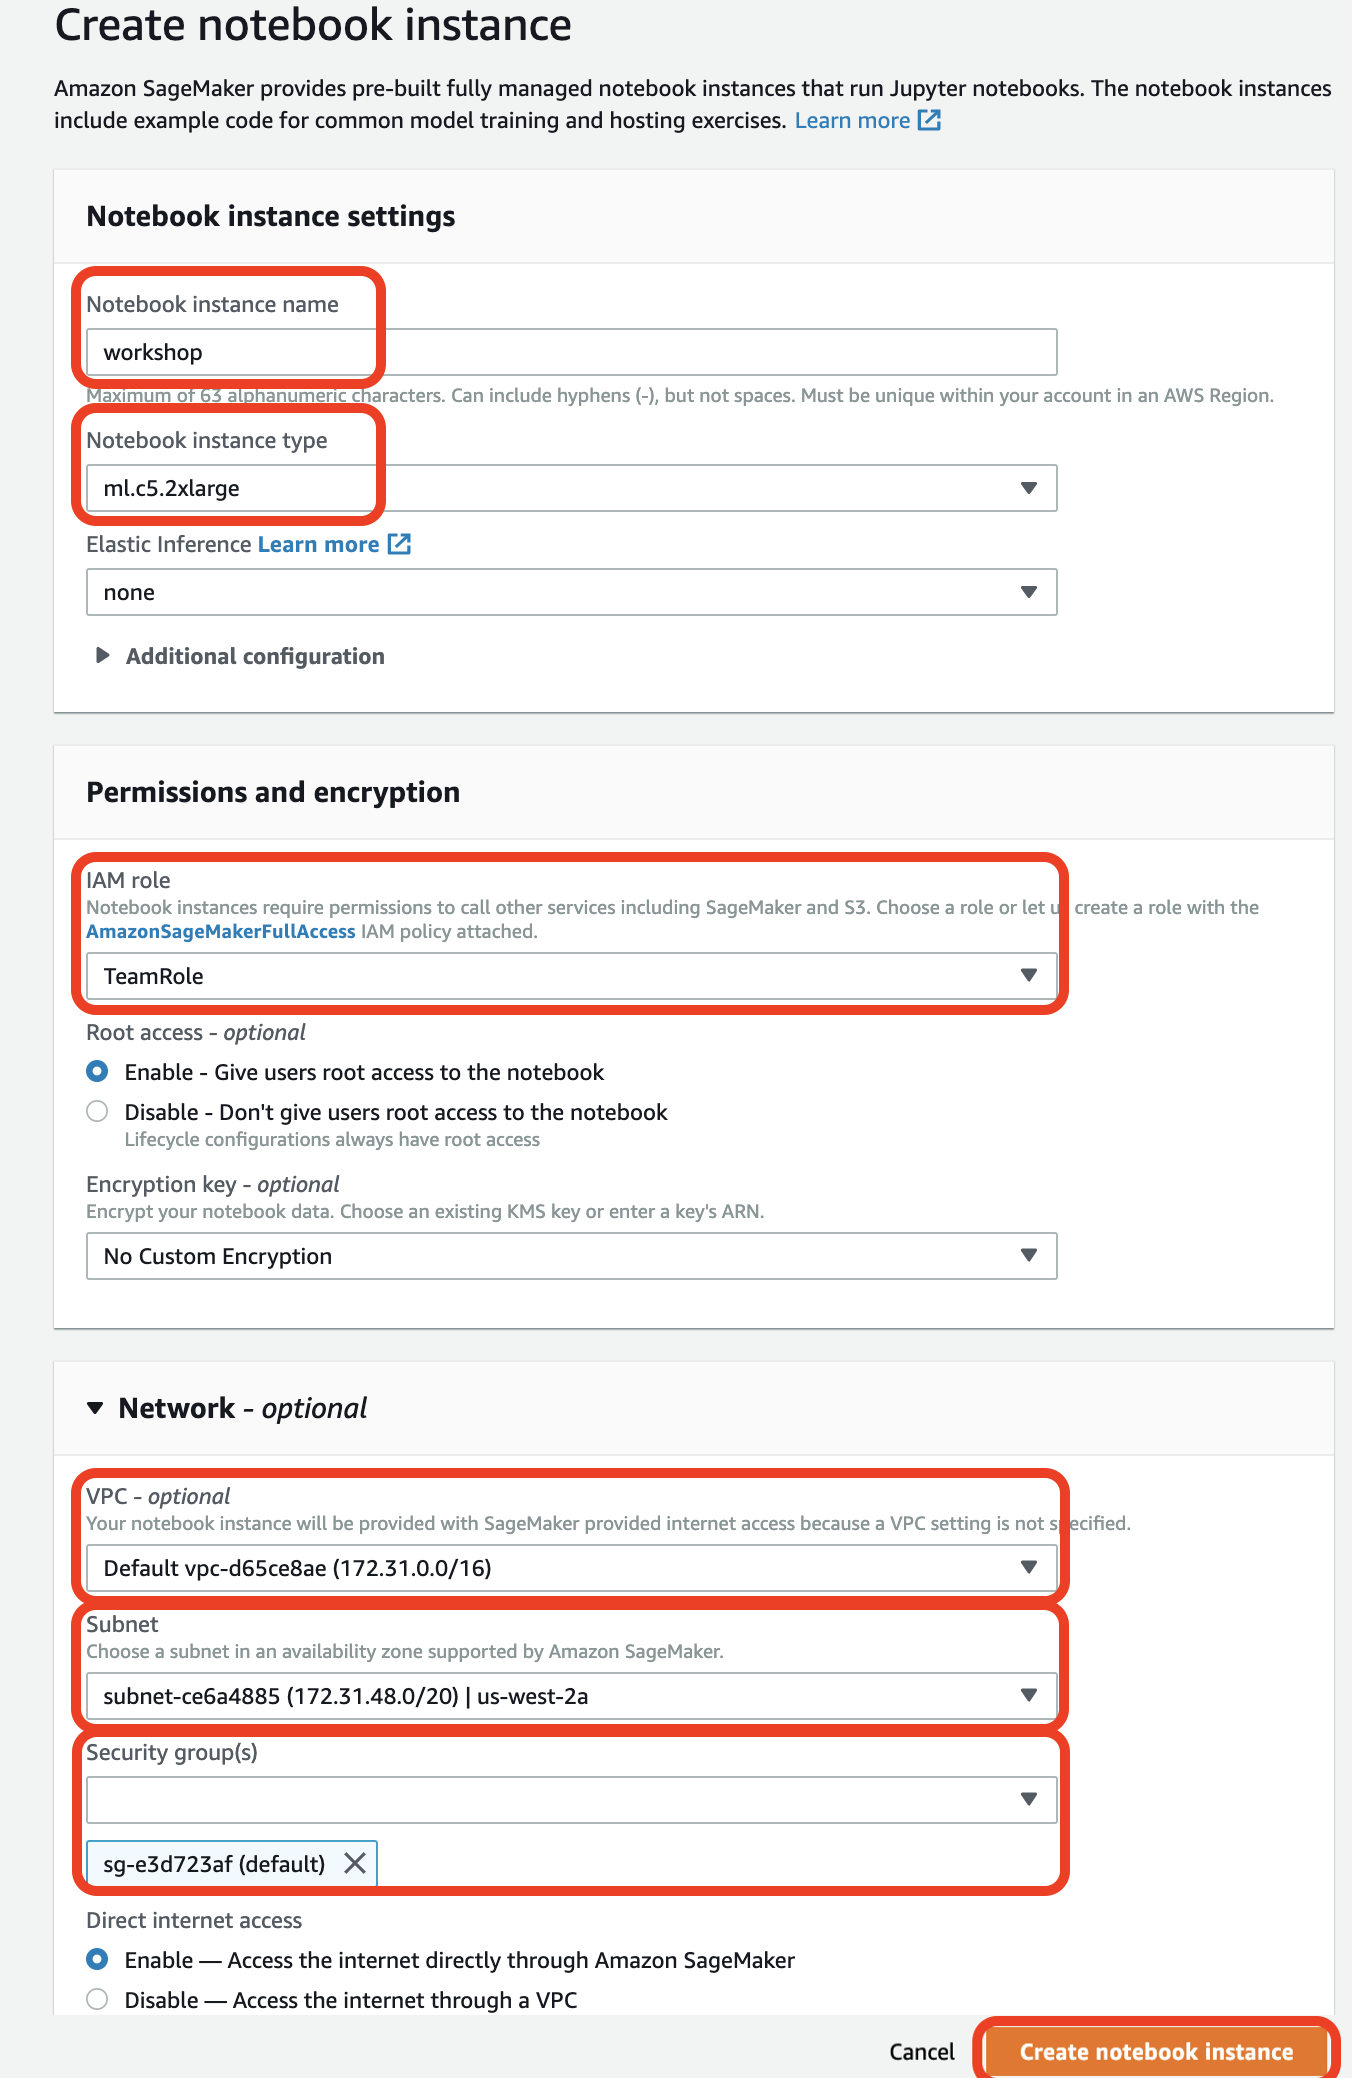 Create notebook instance
Amazon SageMaker provides pre-built fully managed notebook instances that run Jupyter notebooks. The notebook instances
include example code for common model training and hosting exercises. Learn more
Notebook instance settings
Notebook instance name
workshop
Maximum of 63 alphanumeric characters. Can include hyphens (-), but not spaces. Must be unique within your account in an AWS Region.
Notebook instance type
ml.c5.2xlarge
Elastic Inference Learn more
none
Additional configuration
Permissions and encryption
IAM role
Notebook instances require permissions to call other services including SageMaker and S3. Choose a role or let us create a role with the
AmazonSageMakerFullAccess IAM policy attached.
TeamRole
Root access - optional
Enable - Give users root access to the notebook
Disable - Don't give users root access to the notebook
Lifecycle configurations always have root access
Encryption key - optional
Encrypt your notebook data. Choose an existing KMS key or enter a key's ARN.
No Custom Encryption
Network - optional
VPC - optional
Your notebook instance will be provided with SageMaker provided internet access because a VPC setting is not specified.
Default vpc-d65ce8ae (172.31.0.0/16)
Subnet
Choose a subnet in an availability zone supported by Amazon SageMaker.
subnet-ce6a4885 (172.31.48.0/20) | us-west-2a
Security group(s)
sg-e3d723af (default)
Direct internet access
Enable — Access the internet directly through Amazon SageMaker
Disable — Access the internet through a VPC
Cancel Create notebook instance